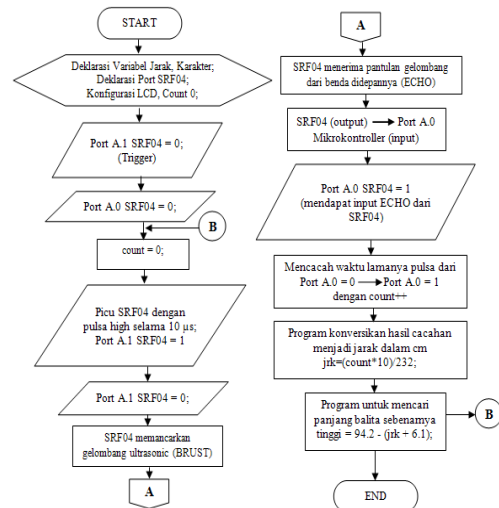 START
Deklarasi Variabel Jarak, Karakter;
Deklarasi Port SRF04;
Konfigurasi LCD, Count 0;
Port A.1 SRF04 = 0;
(Trigger)
Port A.0 SRF04 = 0;
B
count = 0;
Picu SRF04 dengan
pulsa high selama 10 µs;
Port A.1 SRF04 = 1
Port A.1 SRF04 = 0;
SRF04 memancarkan
gelombang ultrasonic (BRUST)
A
A
SRF04 menerima pantulan gelombang
dari benda didepannya (ECHO)
SRF04 (output) → Port A.0
Mikrokontroller (input)
Port A.0 SRF04 = 1
(mendapat input ECHO dari
SRF04)
Mencacah waktu lamanya pulsa dari
Port A.0 = 0 → Port A.0 = 1
dengan count++
Program konversikan hasil cacahan
menjadi jarak dalam cm
jrk=(count*10)/232;
Program untuk mencari
panjang balita sebenarnya
tinggi = 94.2 - (jrk + 6.1);
B
END